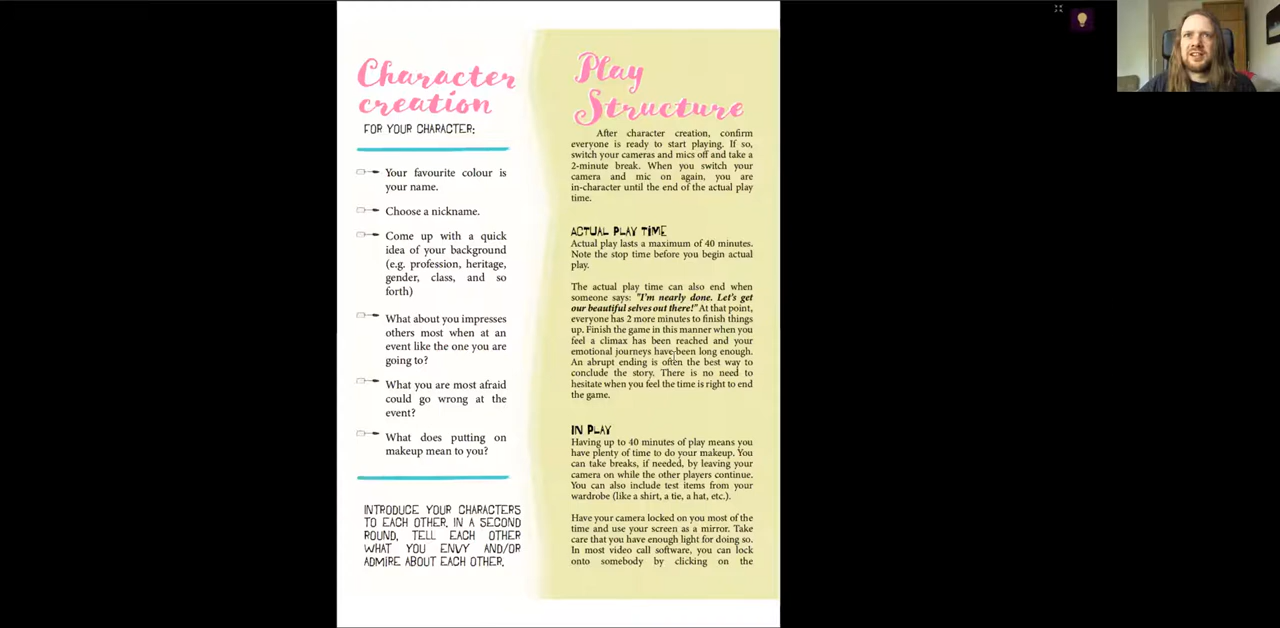 Character
creation
FOR YOUR CHARACTER:
Your favourite colour is
your name.
Choose a nickname.
Come up with a quick
idea of your background
(e.g. profession, heritage,
gender, class, and so
forth)
What about you impresses
others most when at an
event like the one you are
going to?
What you are most afraid
could go wrong at the
event?
What does putting on
makeup mean to you?
INTRODUCE YOUR CHARACTERS
TO EACH OTHER. IN A SECOND
ROUND, TELL EACH OTHER
WHAT YOU ENVY AND/OR
ADMIRE ABOUT EACH OTHER.
Play
Structure
After character creation, confirm
everyone is ready to start playing. If so,
switch your cameras and mics off and take a
2-minute break. When you switch your
camera and mic on again, you are
in-character until the end of the actual play
time.
ACTUAL PLAY TIME
Actual play lasts a maximum of 40 minutes.
Note the stop time before you begin actual
play.
The actual play time can also end when
someone says: "I'm nearly done. Let's get
our beautiful selves out there!" At that point,
everyone has 2 more minutes to finish things
up. Finish the game in this manner when you
feel a climax has been reached and your
emotional journeys have been long enough.
An abrupt ending is often the best way to
conclude the story. There is no need to
hesitate when you feel the time is right to end
the game.
IN PLAY
Having up to 40 minutes of play means you
have plenty of time to do your makeup. You
can take breaks, if needed, by leaving your
camera on while the other players continue.
You can also include test items from your
wardrobe (like a shirt, a tie, a hat, etc.).
Have your camera locked on you most of the
time and use your screen as a mirror. Take
care that you have enough light for doing so.
In most video call software, you can lock
onto somebody by clicking on the